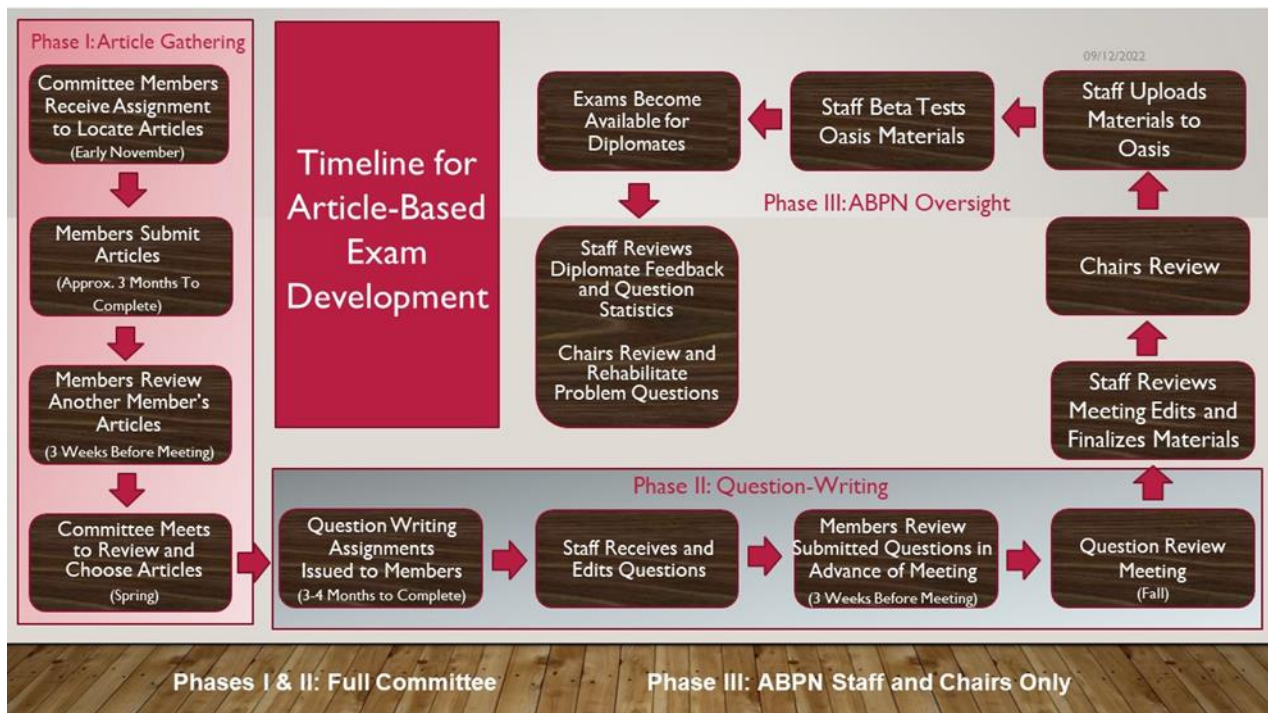 Phase I: Article Gathering
Committee Members
Receive Assignment
to Locate Articles
(Early November)
Members Submit
Articles
(Approx. 3 Months To
Complete)
Members Review
Another Member's
Articles
(3 Weeks Before Meeting)
Committee Meets
to Review and
Choose Articles
(Spring)
Timeline for
Article-Based
Exam
Development
Phase II: Question-Writing
Question Writing
Assignments
Issued to Members
(3-4 Months to Complete)
Staff Receives and
Edits Questions
Members Review
Submitted Questions in
Advance of Meeting
(3 Weeks Before Meeting)
Question Review
Meeting
(Fall)
Staff Reviews
Meeting Edits and
Finalizes Materials
Chairs Review
09/12/2022
Staff Uploads
Materials to
Oasis
Phase III: ABPN Oversight
Staff Beta Tests
Oasis Materials
Exams Become
Available for
Diplomates
Staff Reviews
Diplomate Feedback
and Question
Statistics
Chairs Review and
Rehabilitate
Problem Questions
Phases I & II: Full Committee
Phase III: ABPN Staff and Chairs Only